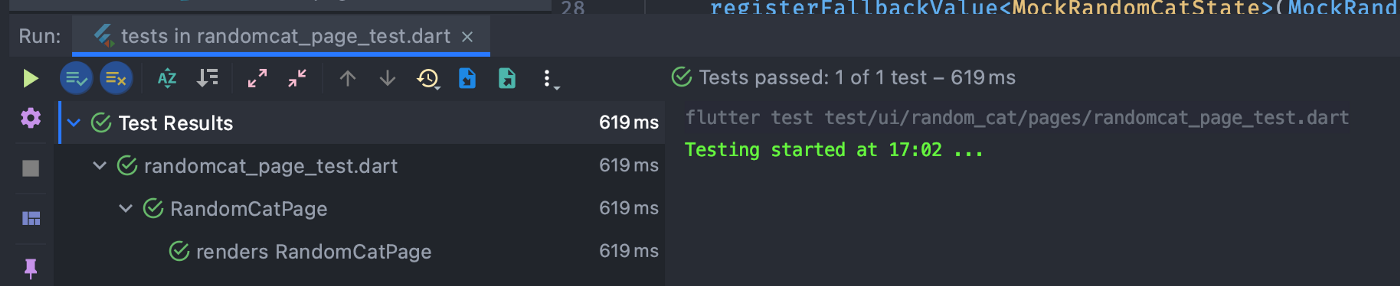 28 registerFallbackValue<MockRandomCatState>(MockRand
Run: tests in randomcat_page_test.dart ×
Tests passed: 1 of 1 test – 619 ms
Test Results 619 ms
flutter test test/ui/random_cat/pages/randomcat_page_test.dart
Testing started at 17:02 ...
randomcat_page_test.dart 619 ms
RandomCatPage 619 ms
renders RandomCatPage 619 ms